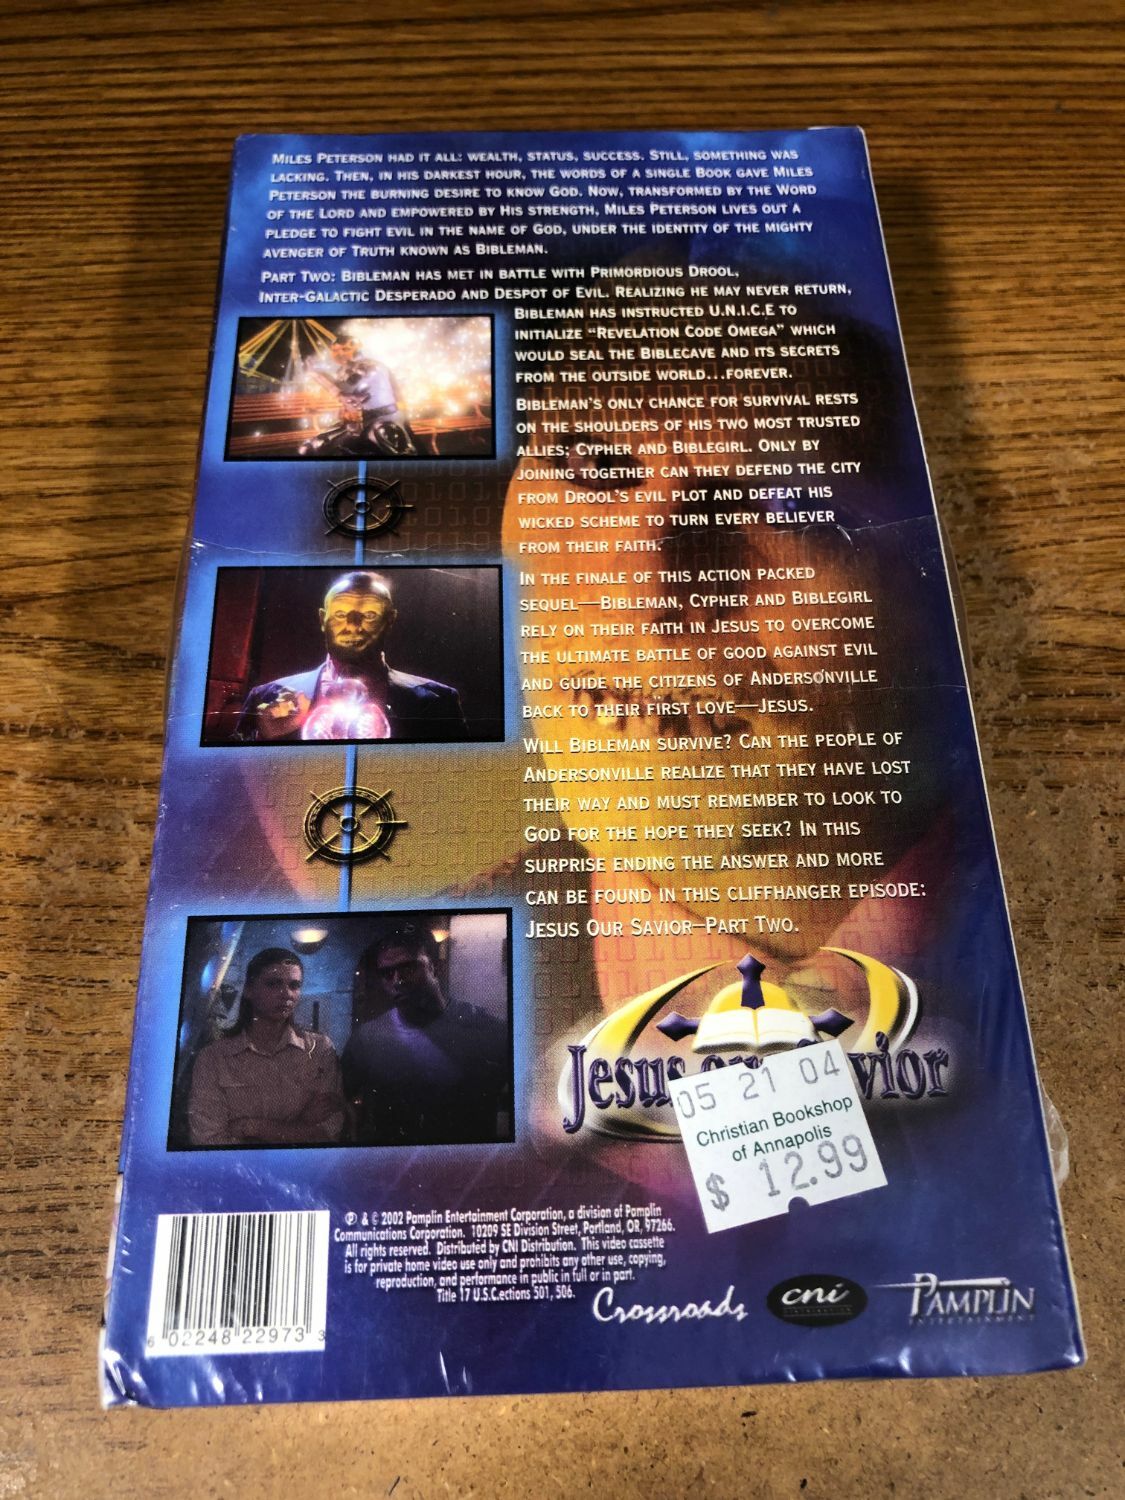 Miles Peterson had it all: wealth, status, success. Still, something was
lacking. Then, in his darkest hour, the words of a single Book gave Miles
Peterson the burning desire to know God. Now, transformed by the Word
of the Lord and empowered by His strength, Miles Peterson lives out a
pledge to fight evil in the name of God, under the identity of the mighty
avenger of Truth known as Bibleman.
Part Two: Bibleman has met in battle with Primordious Drool,
Inter-Galactic Desperado and Despot of Evil. Realizing he may never return,
Bibleman has instructed U.N.I.C.E to
initialize “Revelation Code Omega” which
would seal the Biblecave and its secrets
from the outside world...forever.
Bibleman's only chance for survival rests
on the shoulders of his two most trusted
allies; Cypher and Biblegirl. Only by
joining together can they defend the city
from Drool's evil plot and defeat his
wicked scheme to turn every believer
from their faith.
In the finale of this action packed
sequel—Bibleman, Cypher and Biblegirl
rely on their faith in Jesus to overcome
the ultimate battle of good against evil
and guide the citizens of Andersonville
back to their first love—Jesus.
Will Bibleman survive? Can the people of
Andersonville realize that they have lost
their way and must remember to look to
God for the hope they seek? In this
surprise ending the answer and more
can be found in this cliffhanger episode:
Jesus Our Savior–Part Two.
Jesus
05 21 04
Christian Bookshop
of Annapolis
$ 12.99
℗ & © 2002 Pamplin Entertainment Corporation, a division of Pamplin
Communications Corporation. 10209 SE Division Street, Portland, OR, 97266.
All rights reserved. Distributed by CNI Distribution. This video cassette
is for private home video use only and prohibits any other use, copying,
reproduction, and performance in public in full or in part.
Title 17 U.S.C.ections 501, 506.
6 02248 22973 3
Crossroads
cni
DISTRIBUTION
PAMPLIN
ENTERTAINMENT